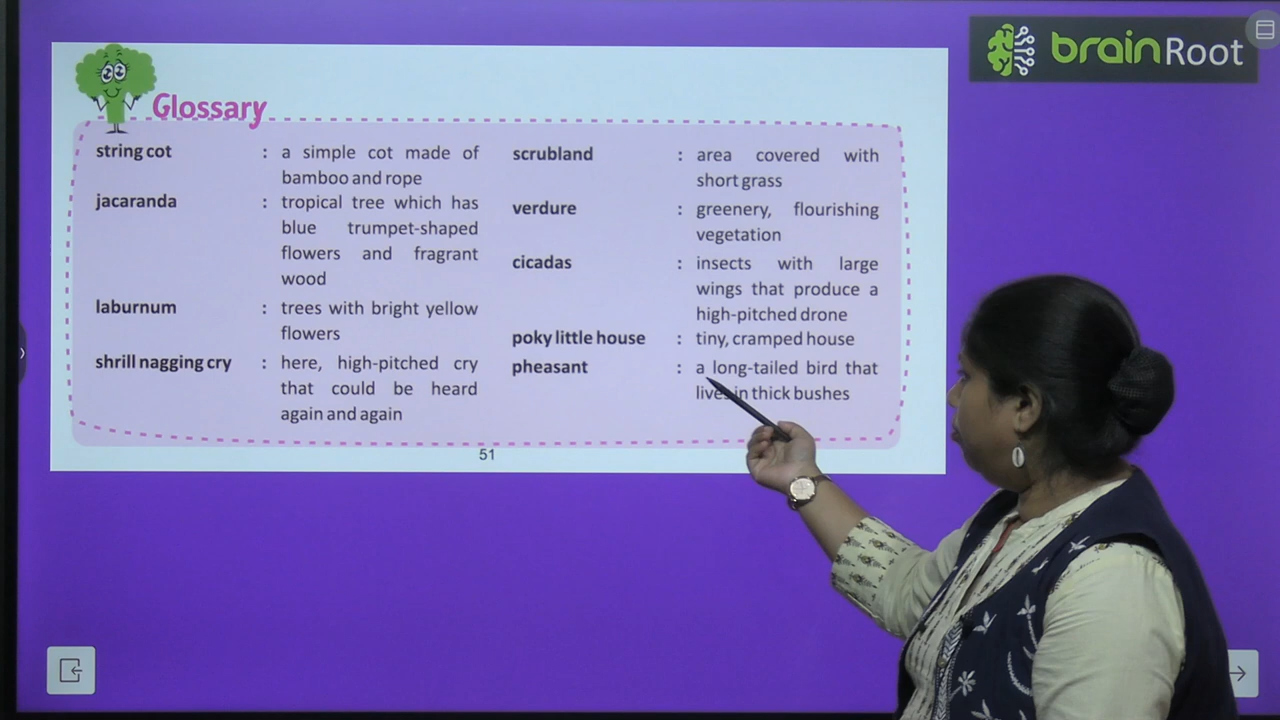 brainRoot
Glossary
string cot : a simple cot made of
bamboo and rope
jacaranda : tropical tree which has
blue trumpet-shaped
flowers and fragrant
wood
laburnum : trees with bright yellow
flowers
shrill nagging cry : here, high-pitched cry
that could be heard
again and again
scrubland : area covered with
short grass
verdure : greenery, flourishing
vegetation
cicadas : insects with large
wings that produce a
high-pitched drone
poky little house : tiny, cramped house
pheasant : a long-tailed bird that
lives in thick bushes
51